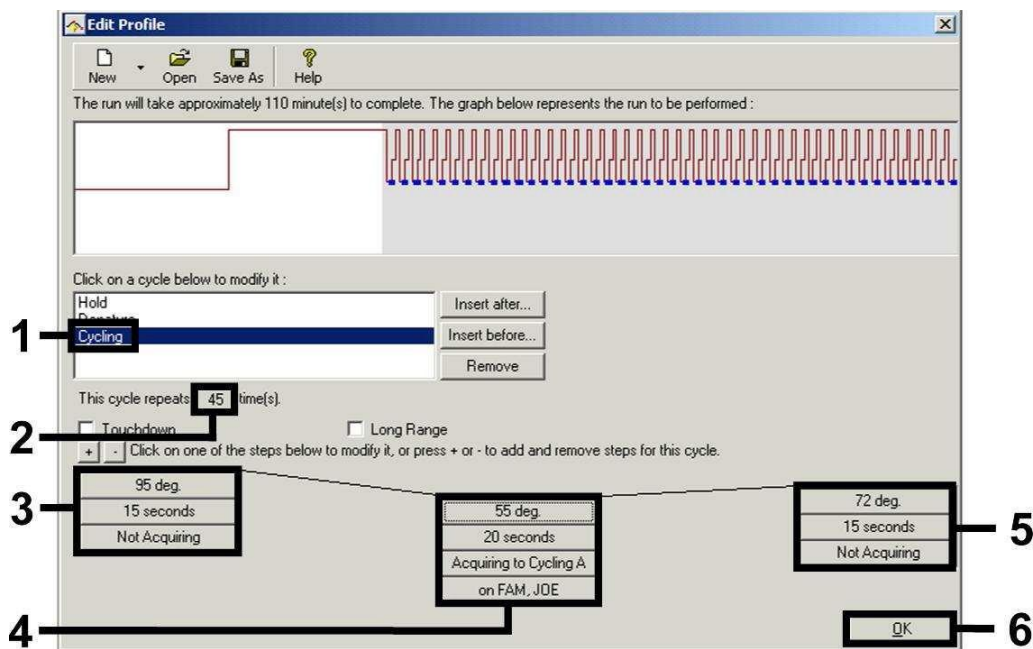 Edit Profile
New Open Save As Help
The run will take approximately 110 minute(s) to complete. The graph below represents the run to be performed :
Click on a cycle below to modify it :
Hold
Insert after...
Denature
1 Cycling
Insert before...
Remove
This cycle repeats 45 time(s).
2
Touchdown
Long Range
+ - Click on one of the steps below to modify it, or press + or - to add and remove steps for this cycle.
3
95 deg.
15 seconds
Not Acquiring
4
55 deg.
20 seconds
Acquiring to Cycling A
on FAM, JOE
5
72 deg.
15 seconds
Not Acquiring
OK 6